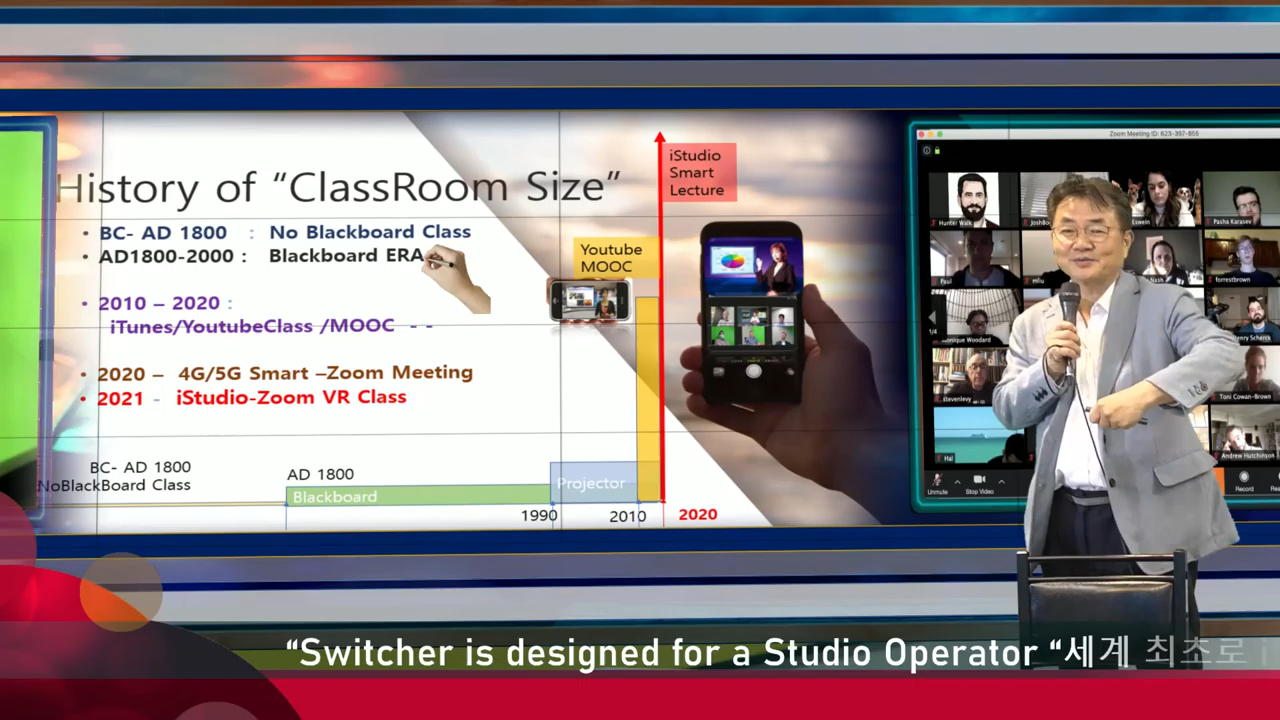 History of “ClassRoom Size”
• BC- AD 1800 : No Blackboard Class
• AD1800-2000 : Blackboard ERA
• 2010 – 2020 :
iTunes/YoutubeClass /MOOC - -
• 2020 – 4G/5G Smart –Zoom Meeting
• 2021 - iStudio-Zoom VR Class
iStudio
Smart
Lecture
Youtube
MOOC
BC- AD 1800
NoBlackBoard Class
AD 1800
Blackboard
Projector
1990
2010
2020
Zoom Meeting ID: 623-397-855
Hunter Walk
Pasha Karasev
Paul
forrestbrown
1/4
Monique Woodard
Henry Scherck
stevenlevy
Toni Cowan-Brown
Hal
Andrew Hutchinson
Unmute
Stop Video
Record
“Switcher is designed for a Studio Operator “세계 최초로